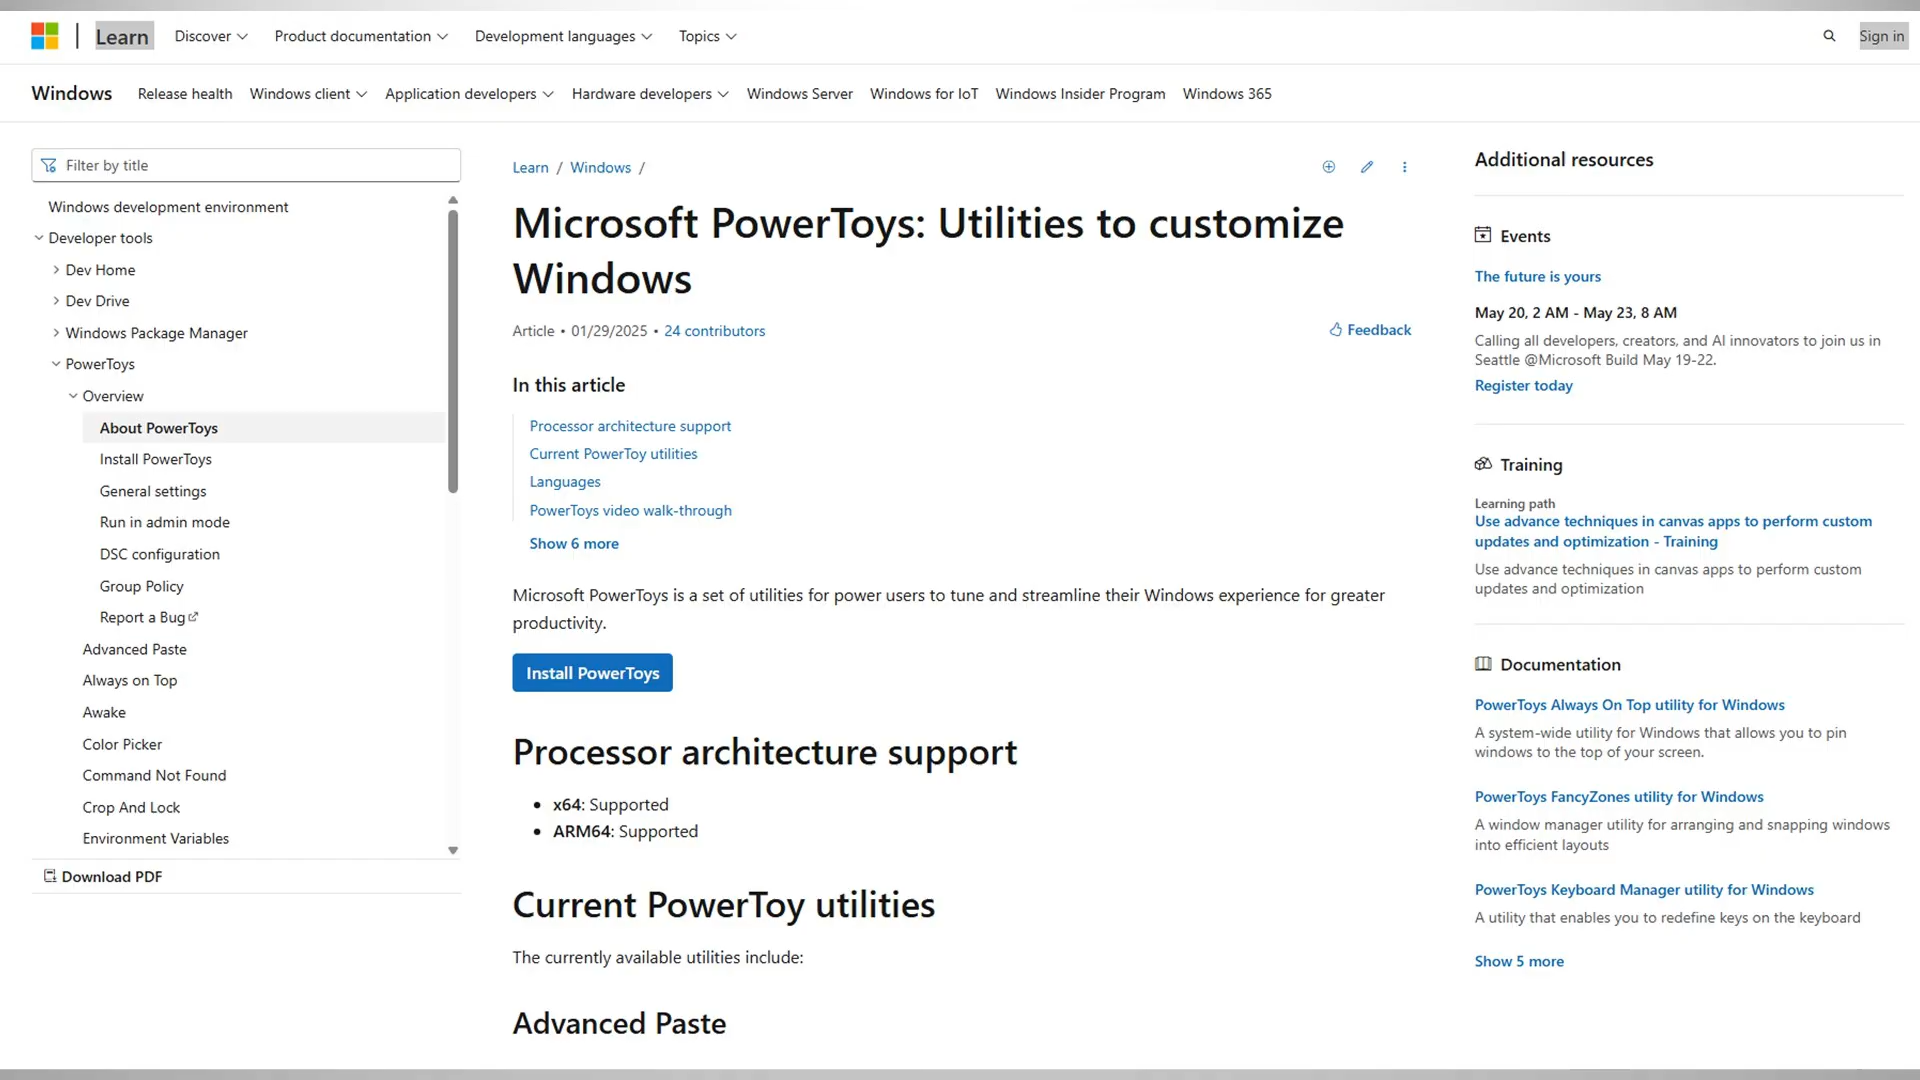 Learn Discover Product documentation Development languages Topics Sign in
Windows Release health Windows client Application developers Hardware developers Windows Server Windows for IoT Windows Insider Program Windows 365
Filter by title
Windows development environment
Developer tools
Dev Home
Dev Drive
Windows Package Manager
PowerToys
Overview
About PowerToys
Install PowerToys
General settings
Run in admin mode
DSC configuration
Group Policy
Report a Bug
Advanced Paste
Always on Top
Awake
Color Picker
Command Not Found
Crop And Lock
Environment Variables
Download PDF
Learn / Windows /
Microsoft PowerToys: Utilities to customize
Windows
Article • 01/29/2025 • 24 contributors
Feedback
In this article
Processor architecture support
Current PowerToy utilities
Languages
PowerToys video walk-through
Show 6 more
Microsoft PowerToys is a set of utilities for power users to tune and streamline their Windows experience for greater
productivity.
Install PowerToys
Processor architecture support
• x64: Supported
• ARM64: Supported
Current PowerToy utilities
The currently available utilities include:
Advanced Paste
Additional resources
Events
The future is yours
May 20, 2 AM - May 23, 8 AM
Calling all developers, creators, and AI innovators to join us in
Seattle @Microsoft Build May 19-22.
Register today
Training
Learning path
Use advance techniques in canvas apps to perform custom
updates and optimization - Training
Use advance techniques in canvas apps to perform custom
updates and optimization
Documentation
PowerToys Always On Top utility for Windows
A system-wide utility for Windows that allows you to pin
windows to the top of your screen.
PowerToys FancyZones utility for Windows
A window manager utility for arranging and snapping windows
into efficient layouts
PowerToys Keyboard Manager utility for Windows
A utility that enables you to redefine keys on the keyboard
Show 5 more